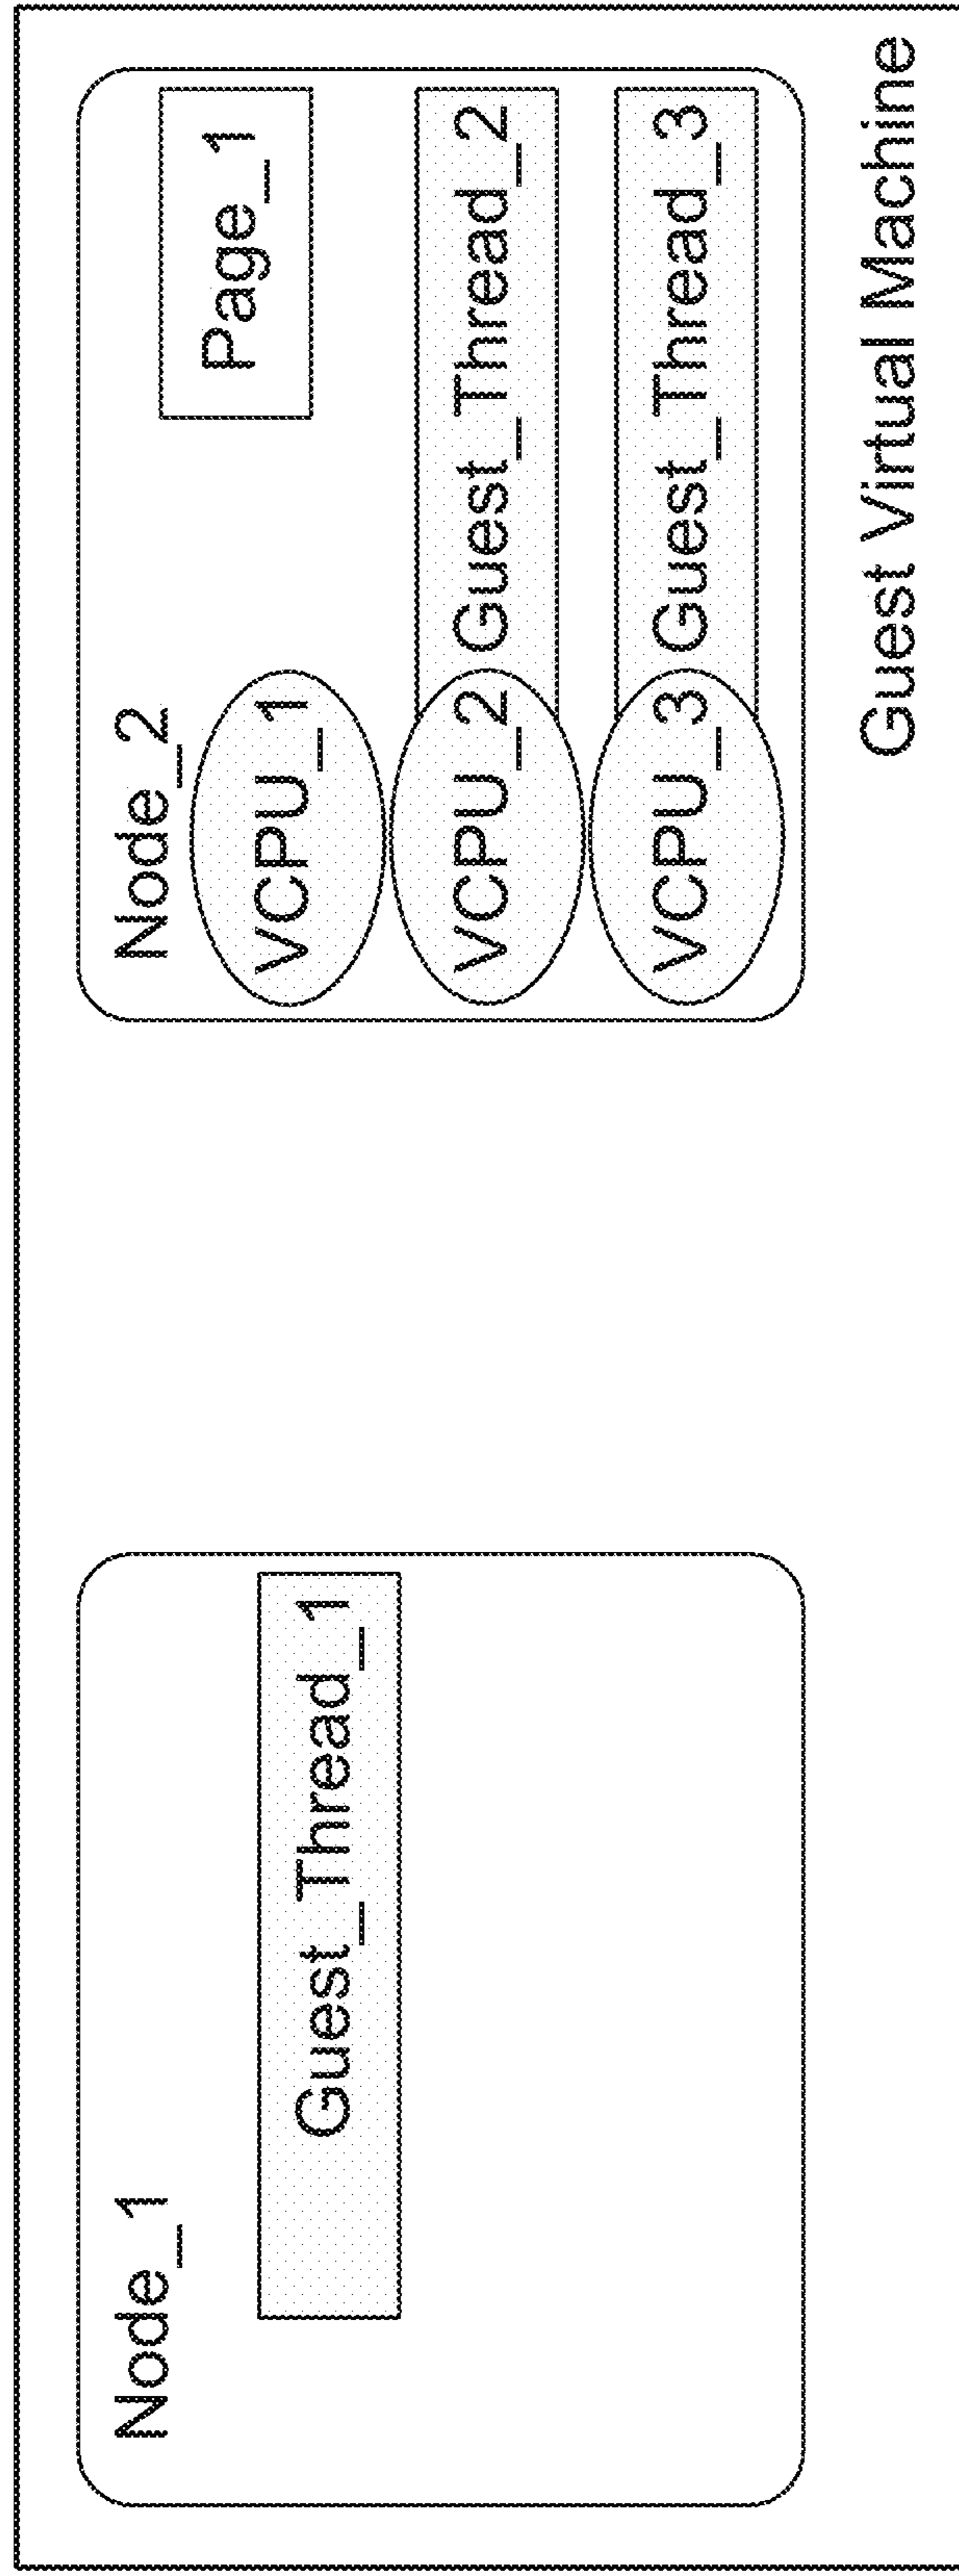 Node_1
Guest_Thread_1
Node_2
VCPU_1
Page_1
VCPU_2 Guest_Thread_2
VCPU_3 Guest_Thread_3
Guest Virtual Machine